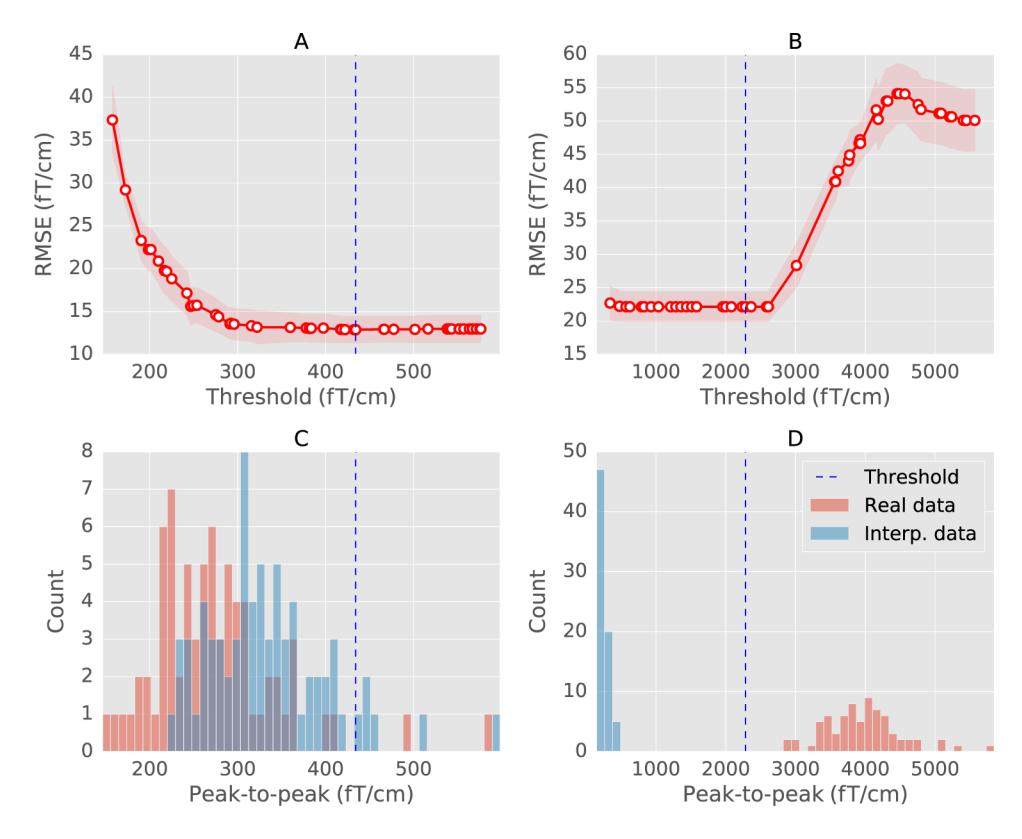 A
45
40
35
30
25
20
15
10
RMSE (fT/cm)
200 300 400 500
Threshold (fT/cm)
B
60
55
50
45
40
35
30
25
20
15
RMSE (fT/cm)
1000 2000 3000 4000 5000
Threshold (fT/cm)
C
8
7
6
5
4
3
2
1
0
Count
200 300 400 500
Peak-to-peak (fT/cm)
D
50
40
30
20
10
0
Count
Threshold
Real data
Interp. data
1000 2000 3000 4000 5000
Peak-to-peak (fT/cm)